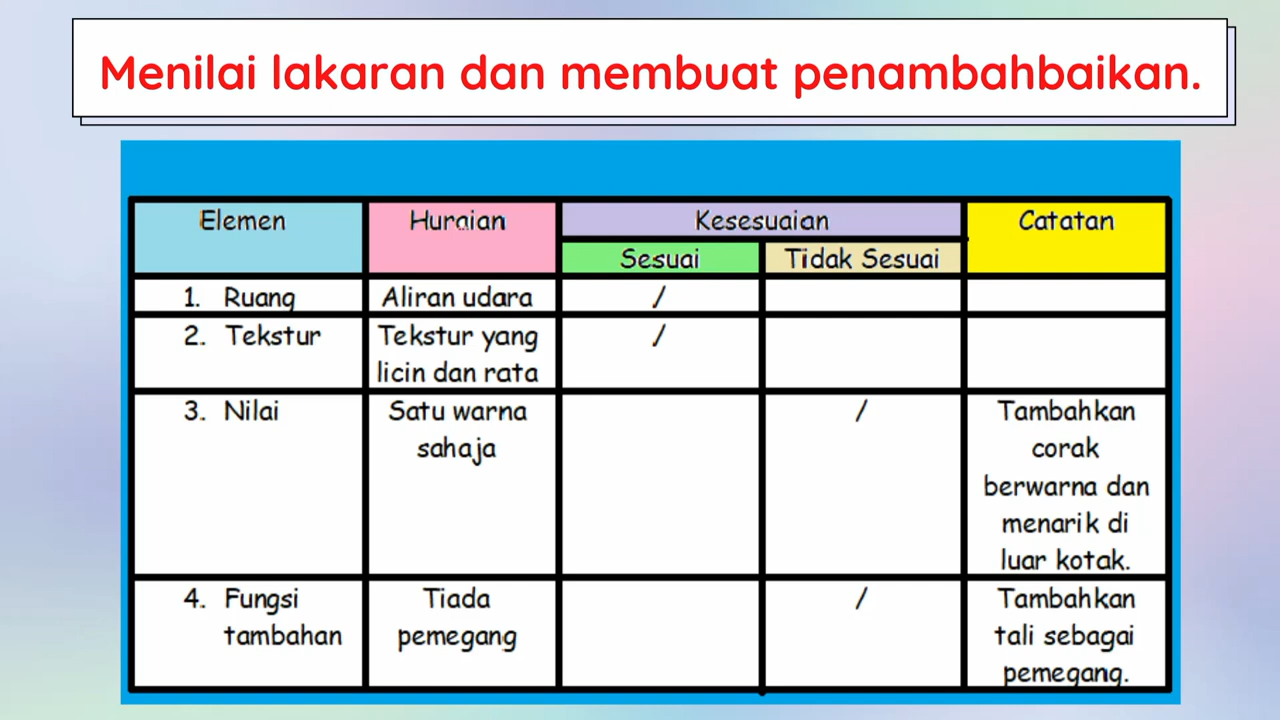 Menilai lakaran dan membuat penambahbaikan.
Elemen Huraian Kesesuaian Catatan
Sesuai Tidak Sesuai
1. Ruang Aliran udara /
2. Tekstur Tekstur yang /
licin dan rata
3. Nilai Satu warna / Tambahkan
sahaja corak
berwarna dan
menarik di
luar kotak.
4. Fungsi Tiada / Tambahkan
tambahan pemegang tali sebagai
pemegang.